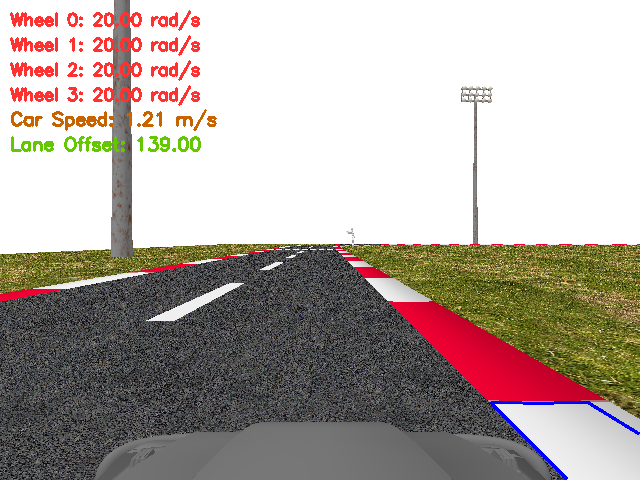 Wheel 0: 20.00 rad/s
Wheel 1: 20.00 rad/s
Wheel 2: 20.00 rad/s
Wheel 3: 20.00 rad/s
Car Speed: 1.21 m/s
Lane Offset: 139.00